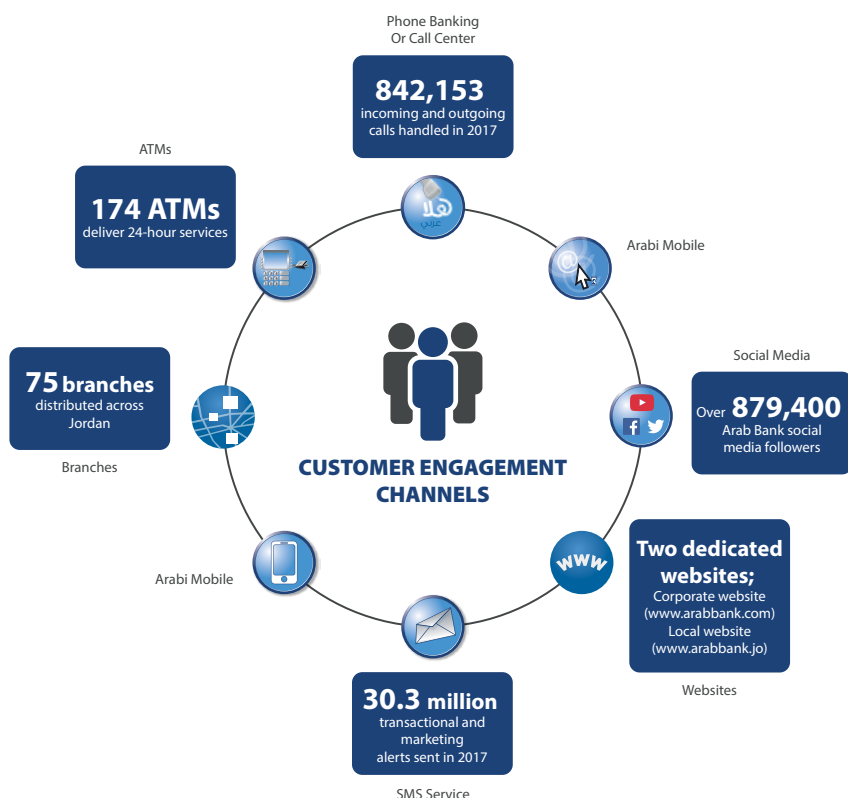 Phone Banking
Or Call Center
842,153
incoming and outgoing
calls handled in 2017
ATMs
174 ATMs
deliver 24-hour services
هلا
عربي
Arabi Mobile
@
75 branches
distributed across
Jordan
Branches
Social Media
Over 879,400
Arab Bank social
media followers
CUSTOMER ENGAGEMENT
CHANNELS
Arabi Mobile
www
Two dedicated
websites;
Corporate website
(www.arabbank.com)
Local website
(www.arabbank.jo)
Websites
30.3 million
transactional and
marketing
alerts sent in 2017
SMS Service